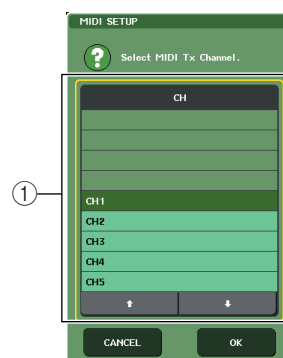 MIDI SETUP
?
Select MIDI Tx Channel.
CH
①
CH1
CH2
CH3
CH4
CH5
CANCEL
OK